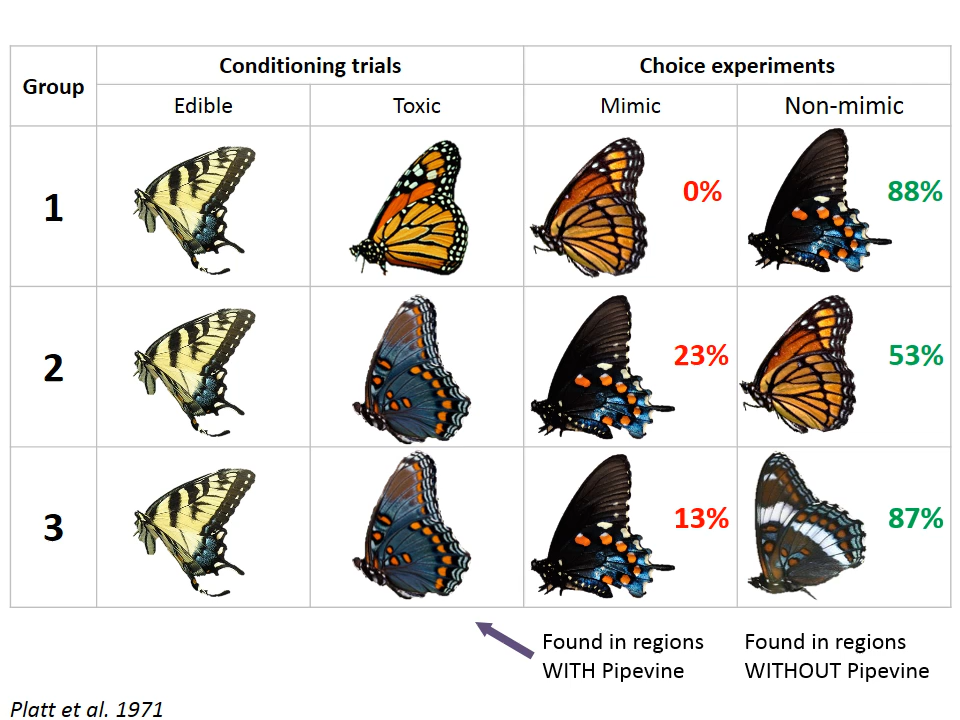 Group
Conditioning trials
Choice experiments
Edible
Toxic
Mimic
Non-mimic
1
0%
88%
2
23%
53%
3
13%
87%
Found in regions
WITH Pipevine
Found in regions
WITHOUT Pipevine
Platt et al. 1971